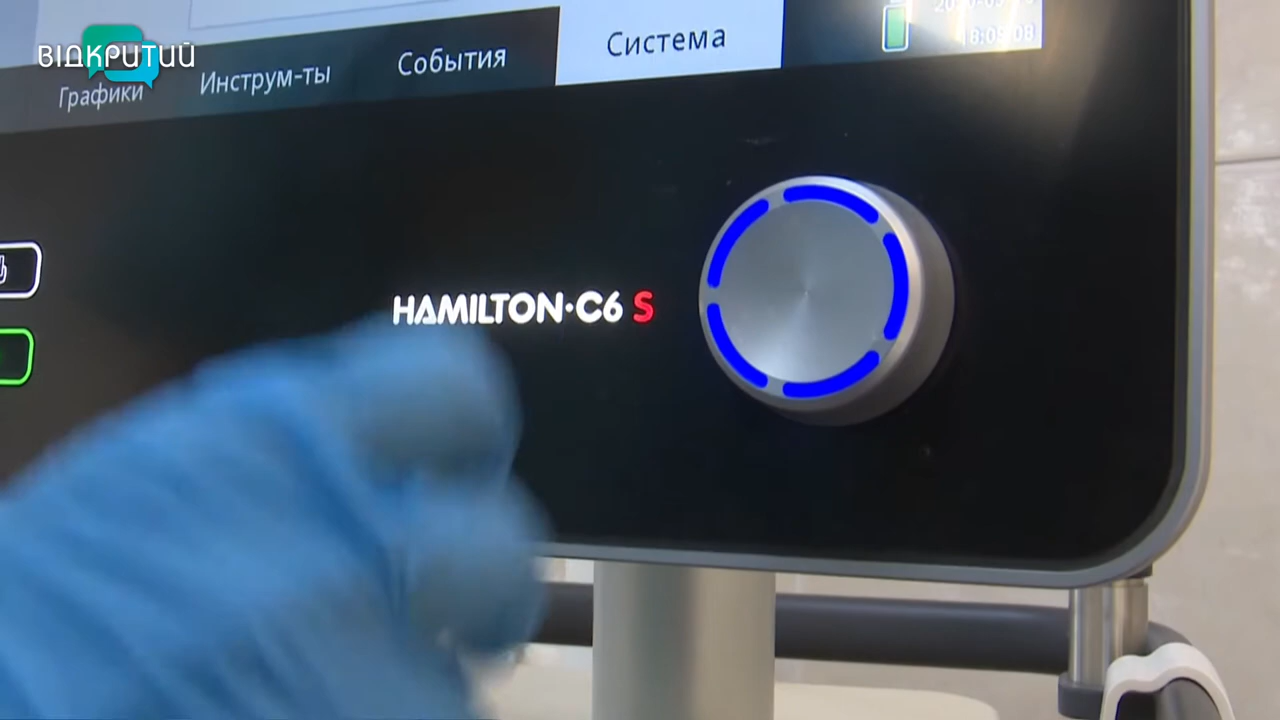 ВІДКРИТИЙ
Графики
Инструм-ты
События
Система
HAMILTON·C6 S